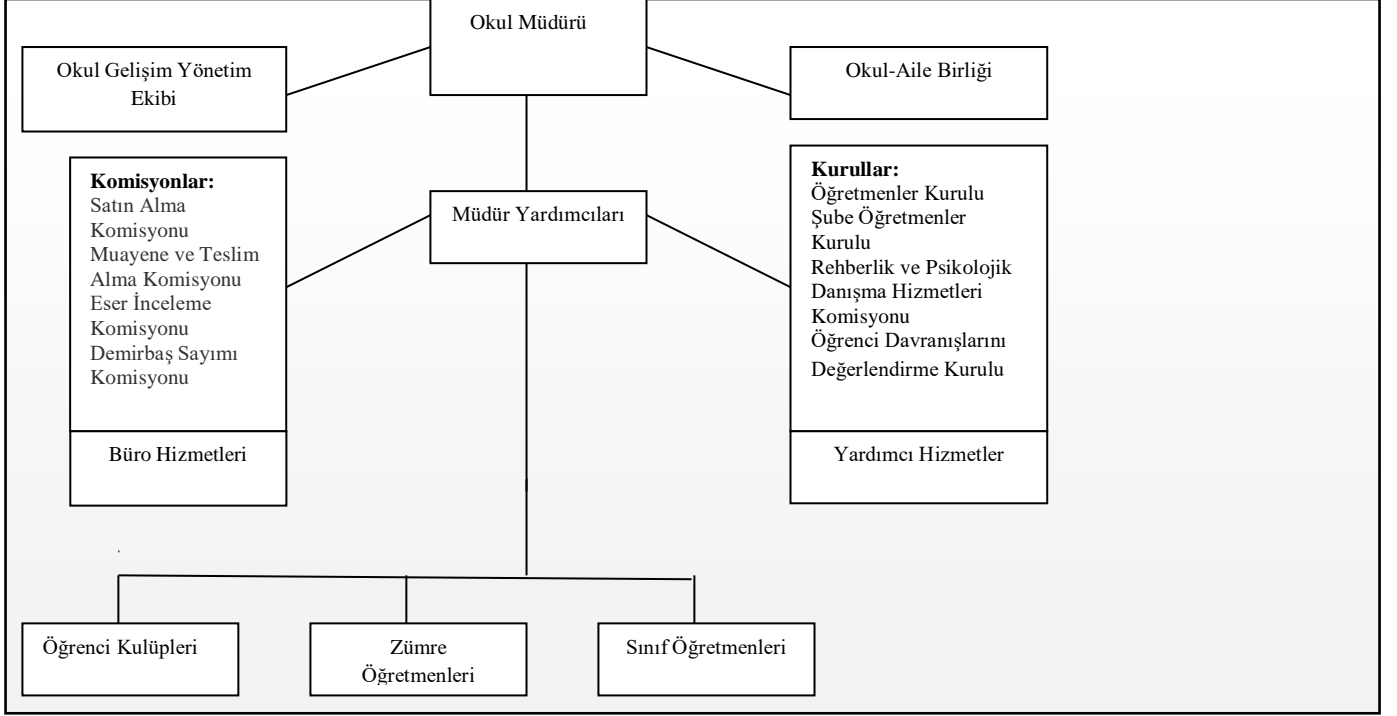 Okul Müdürü
Okul Gelişim Yönetim
Ekibi
Okul-Aile Birliği
Komisyonlar:
Satın Alma
Komisyonu
Muayene ve Teslim
Alma Komisyonu
Eser İnceleme
Komisyonu
Demirbaş Sayımı
Komisyonu
Müdür Yardımcıları
Kurullar:
Öğretmenler Kurulu
Şube Öğretmenler
Kurulu
Rehberlik ve Psikolojik
Danışma Hizmetleri
Komisyonu
Öğrenci Davranışlarını
Değerlendirme Kurulu
Büro Hizmetleri
Yardımcı Hizmetler
Öğrenci Kulüpleri
Zümre
Öğretmenleri
Sınıf Öğretmenleri